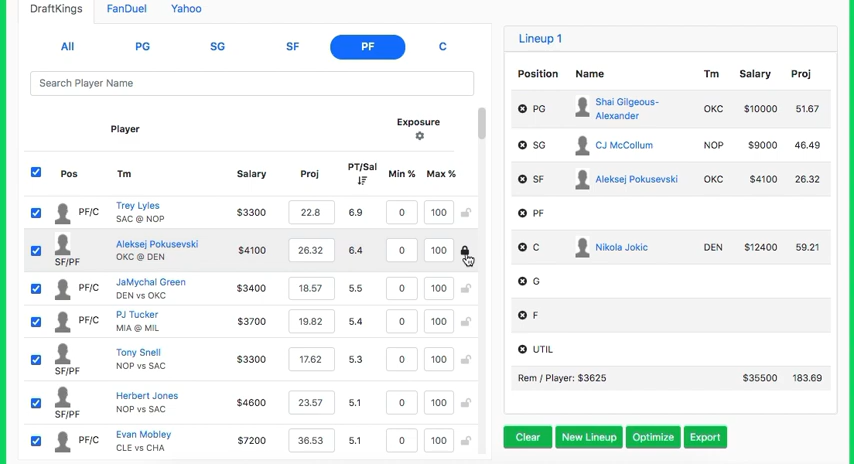 DraftKings FanDuel Yahoo
All PG SG SF PF C
Search Player Name
Player Exposure
Pos Tm Salary Proj PT/Sal Min % Max %
PF/C Trey Lyles SAC @ NOP $3300 22.8 6.9 0 100
SF/PF Aleksej Pokusevski OKC @ DEN $4100 26.32 6.4 0 100
PF/C JaMychal Green DEN vs OKC $3400 18.57 5.5 0 100
PF/C PJ Tucker MIA @ MIL $3700 19.82 5.4 0 100
SF/PF Tony Snell NOP vs SAC $3300 17.62 5.3 0 100
SF/PF Herbert Jones NOP vs SAC $4600 23.57 5.1 0 100
PF/C Evan Mobley CLE vs CHA $7200 36.53 5.1 0 100
Lineup 1
Position Name Tm Salary Proj
PG Shai Gilgeous-Alexander OKC $10000 51.67
SG CJ McCollum NOP $9000 46.49
SF Aleksej Pokusevski OKC $4100 26.32
PF
C Nikola Jokic DEN $12400 59.21
G
F
UTIL
Rem / Player: $3625 $35500 183.69
Clear New Lineup Optimize Export